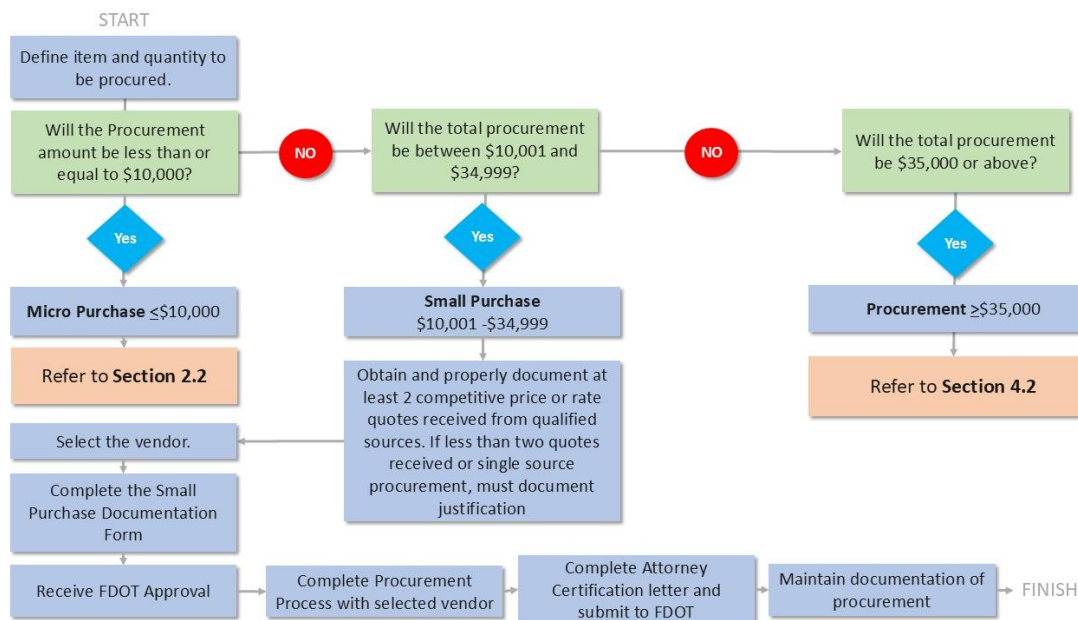 START
Define item and quantity to
be procured.
Will the Procurement
amount be less than or
equal to $10,000?
NO
Will the total procurement
be between $10,001 and
$34,999?
NO
Will the total procurement
be $35,000 or above?
Yes
Yes
Yes
Micro Purchase ≤$10,000
Small Purchase
$10,001 -$34,999
Procurement ≥$35,000
Refer to Section 2.2
Refer to Section 4.2
Obtain and properly document at
least 2 competitive price or rate
quotes received from qualified
sources. If less than two quotes
received or single source
procurement, must document
justification
Select the vendor.
Complete the Small
Purchase Documentation
Form
Receive FDOT Approval
Complete Procurement
Process with selected vendor
Complete Attorney
Certification letter and
submit to FDOT
Maintain documentation of
procurement
FINISH